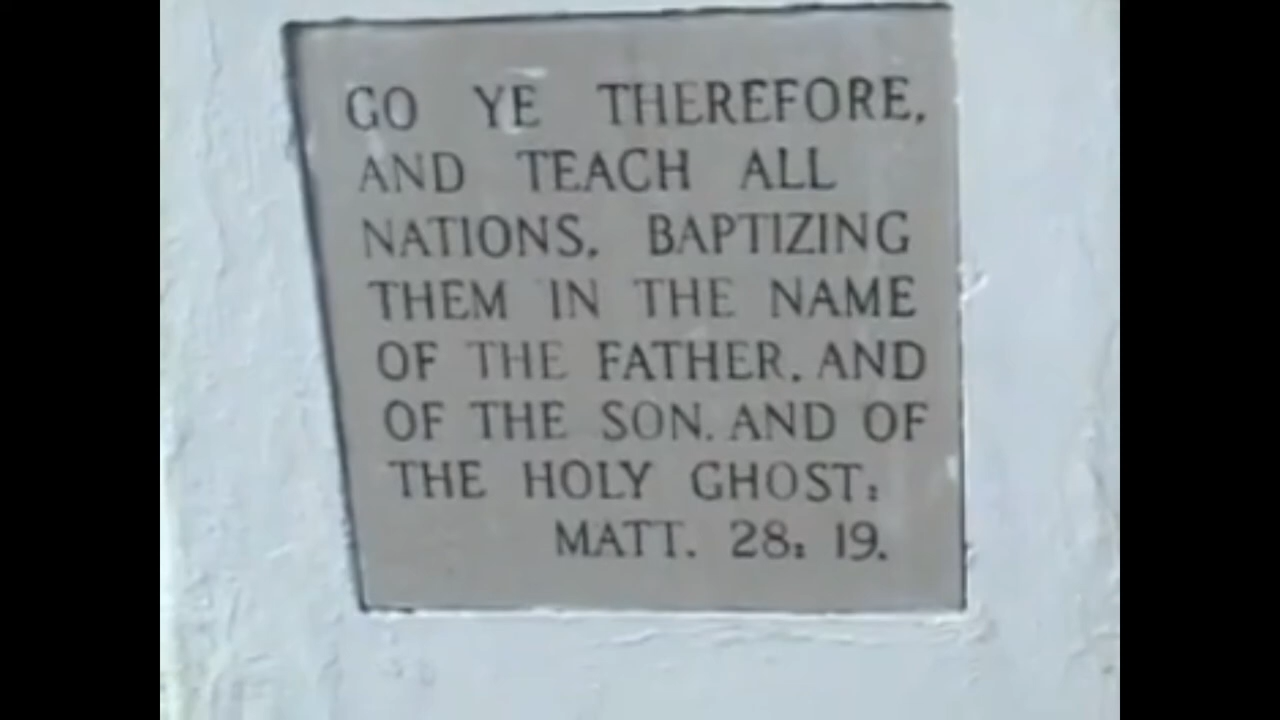 GO YE THEREFORE,
AND TEACH ALL
NATIONS, BAPTIZING
THEM IN THE NAME
OF THE FATHER, AND
OF THE SON, AND OF
THE HOLY GHOST:
MATT. 28: 19.